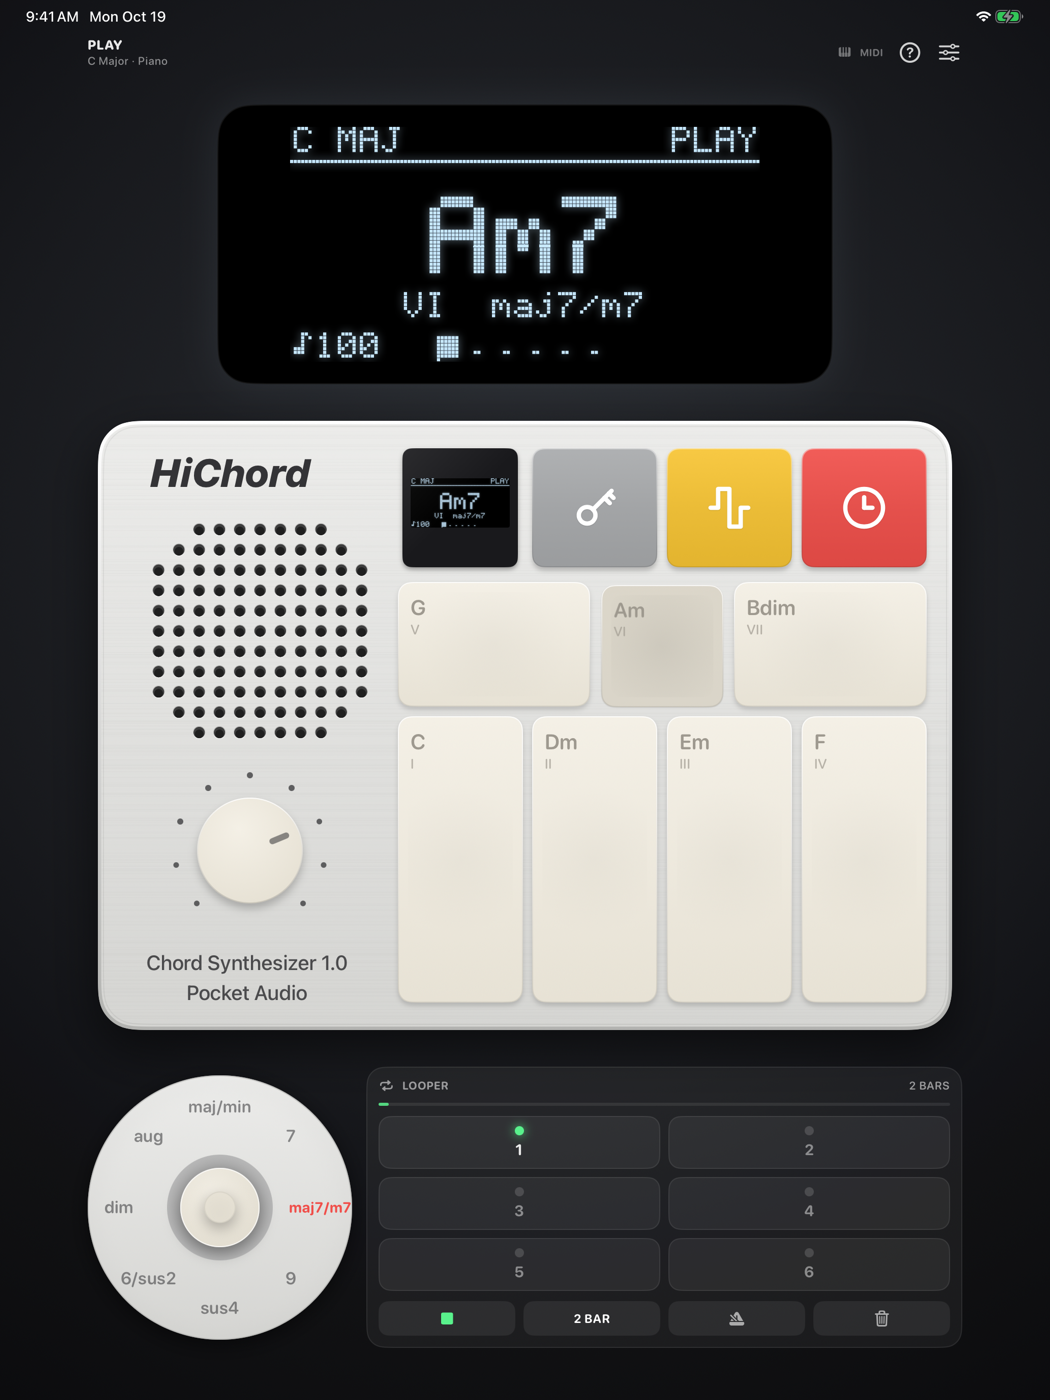 9:41 AM Mon Oct 19
PLAY
C Major · Piano
MIDI
C MAJ PLAY
Am7
VI maj7/m7
♪100
HiChord
C MAJ PLAY
Am7
VI maj7/m7
♪100
G
V
Am
VI
Bdim
VII
C
I
Dm
II
Em
III
F
IV
Chord Synthesizer 1.0
Pocket Audio
maj/min
aug
7
dim
maj7/m7
6/sus2
9
sus4
LOOPER
2 BARS
1
2
3
4
5
6
2 BAR